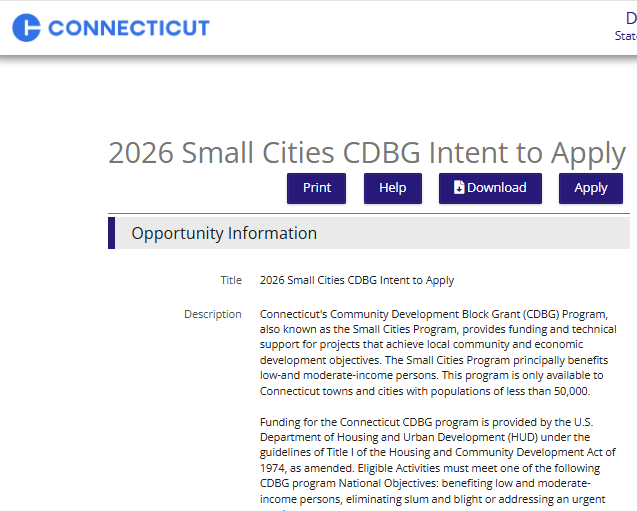 CONNECTICUT
D
State
2026 Small Cities CDBG Intent to Apply
Print Help Download Apply
Opportunity Information
Title 2026 Small Cities CDBG Intent to Apply
Description Connecticut's Community Development Block Grant (CDBG) Program,
also known as the Small Cities Program, provides funding and technical
support for projects that achieve local community and economic
development objectives. The Small Cities Program principally benefits
low-and moderate-income persons. This program is only available to
Connecticut towns and cities with populations of less than 50,000.
Funding for the Connecticut CDBG program is provided by the U.S.
Department of Housing and Urban Development (HUD) under the
guidelines of Title I of the Housing and Community Development Act of
1974, as amended. Eligible Activities must meet one of the following
CDBG program National Objectives: benefiting low and moderate-
income persons, eliminating slum and blight or addressing an urgent